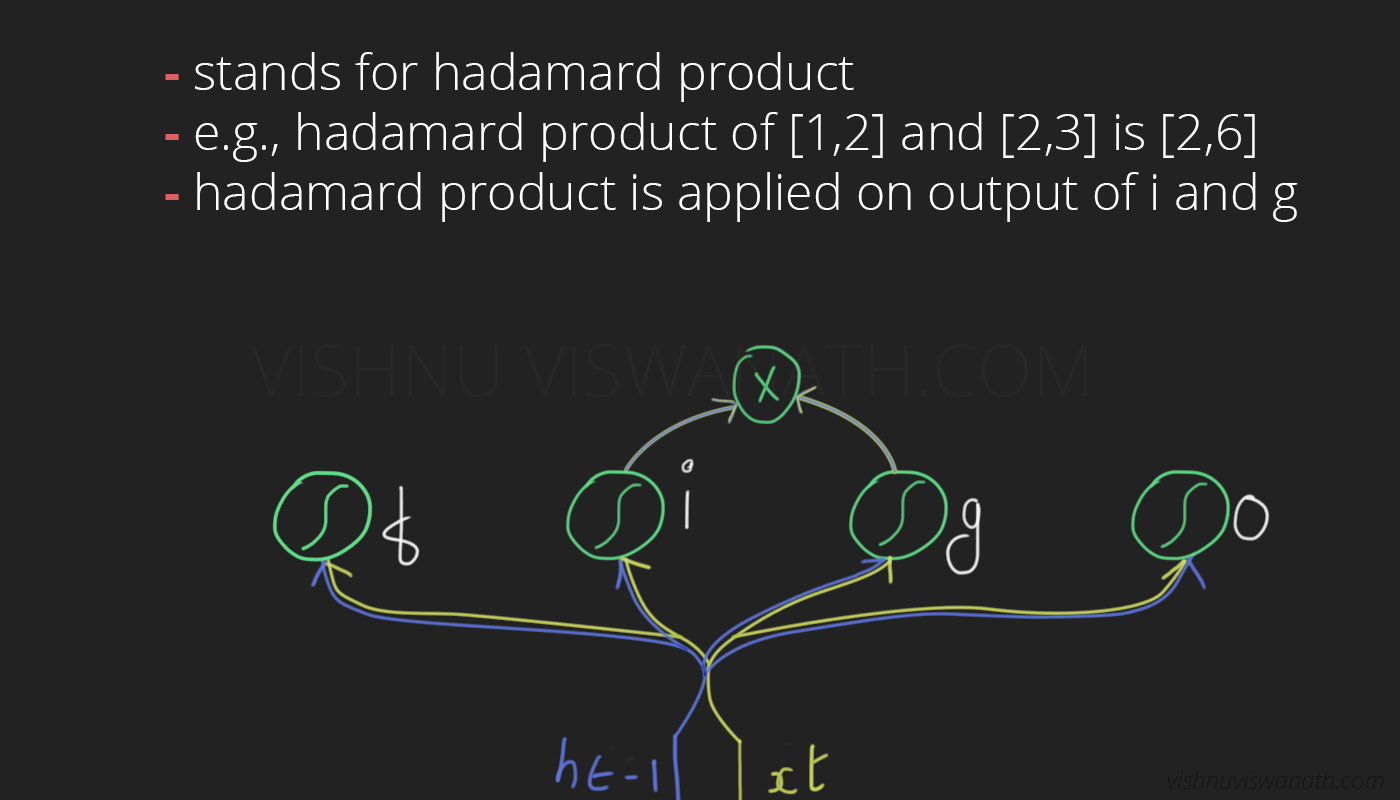 - stands for hadamard product
- e.g., hadamard product of [1,2] and [2,3] is [2,6]
- hadamard product is applied on output of i and g
VISHNU VISWANATH.COM
X
f i g o
ht-1 xt
vishnuviswanath.com